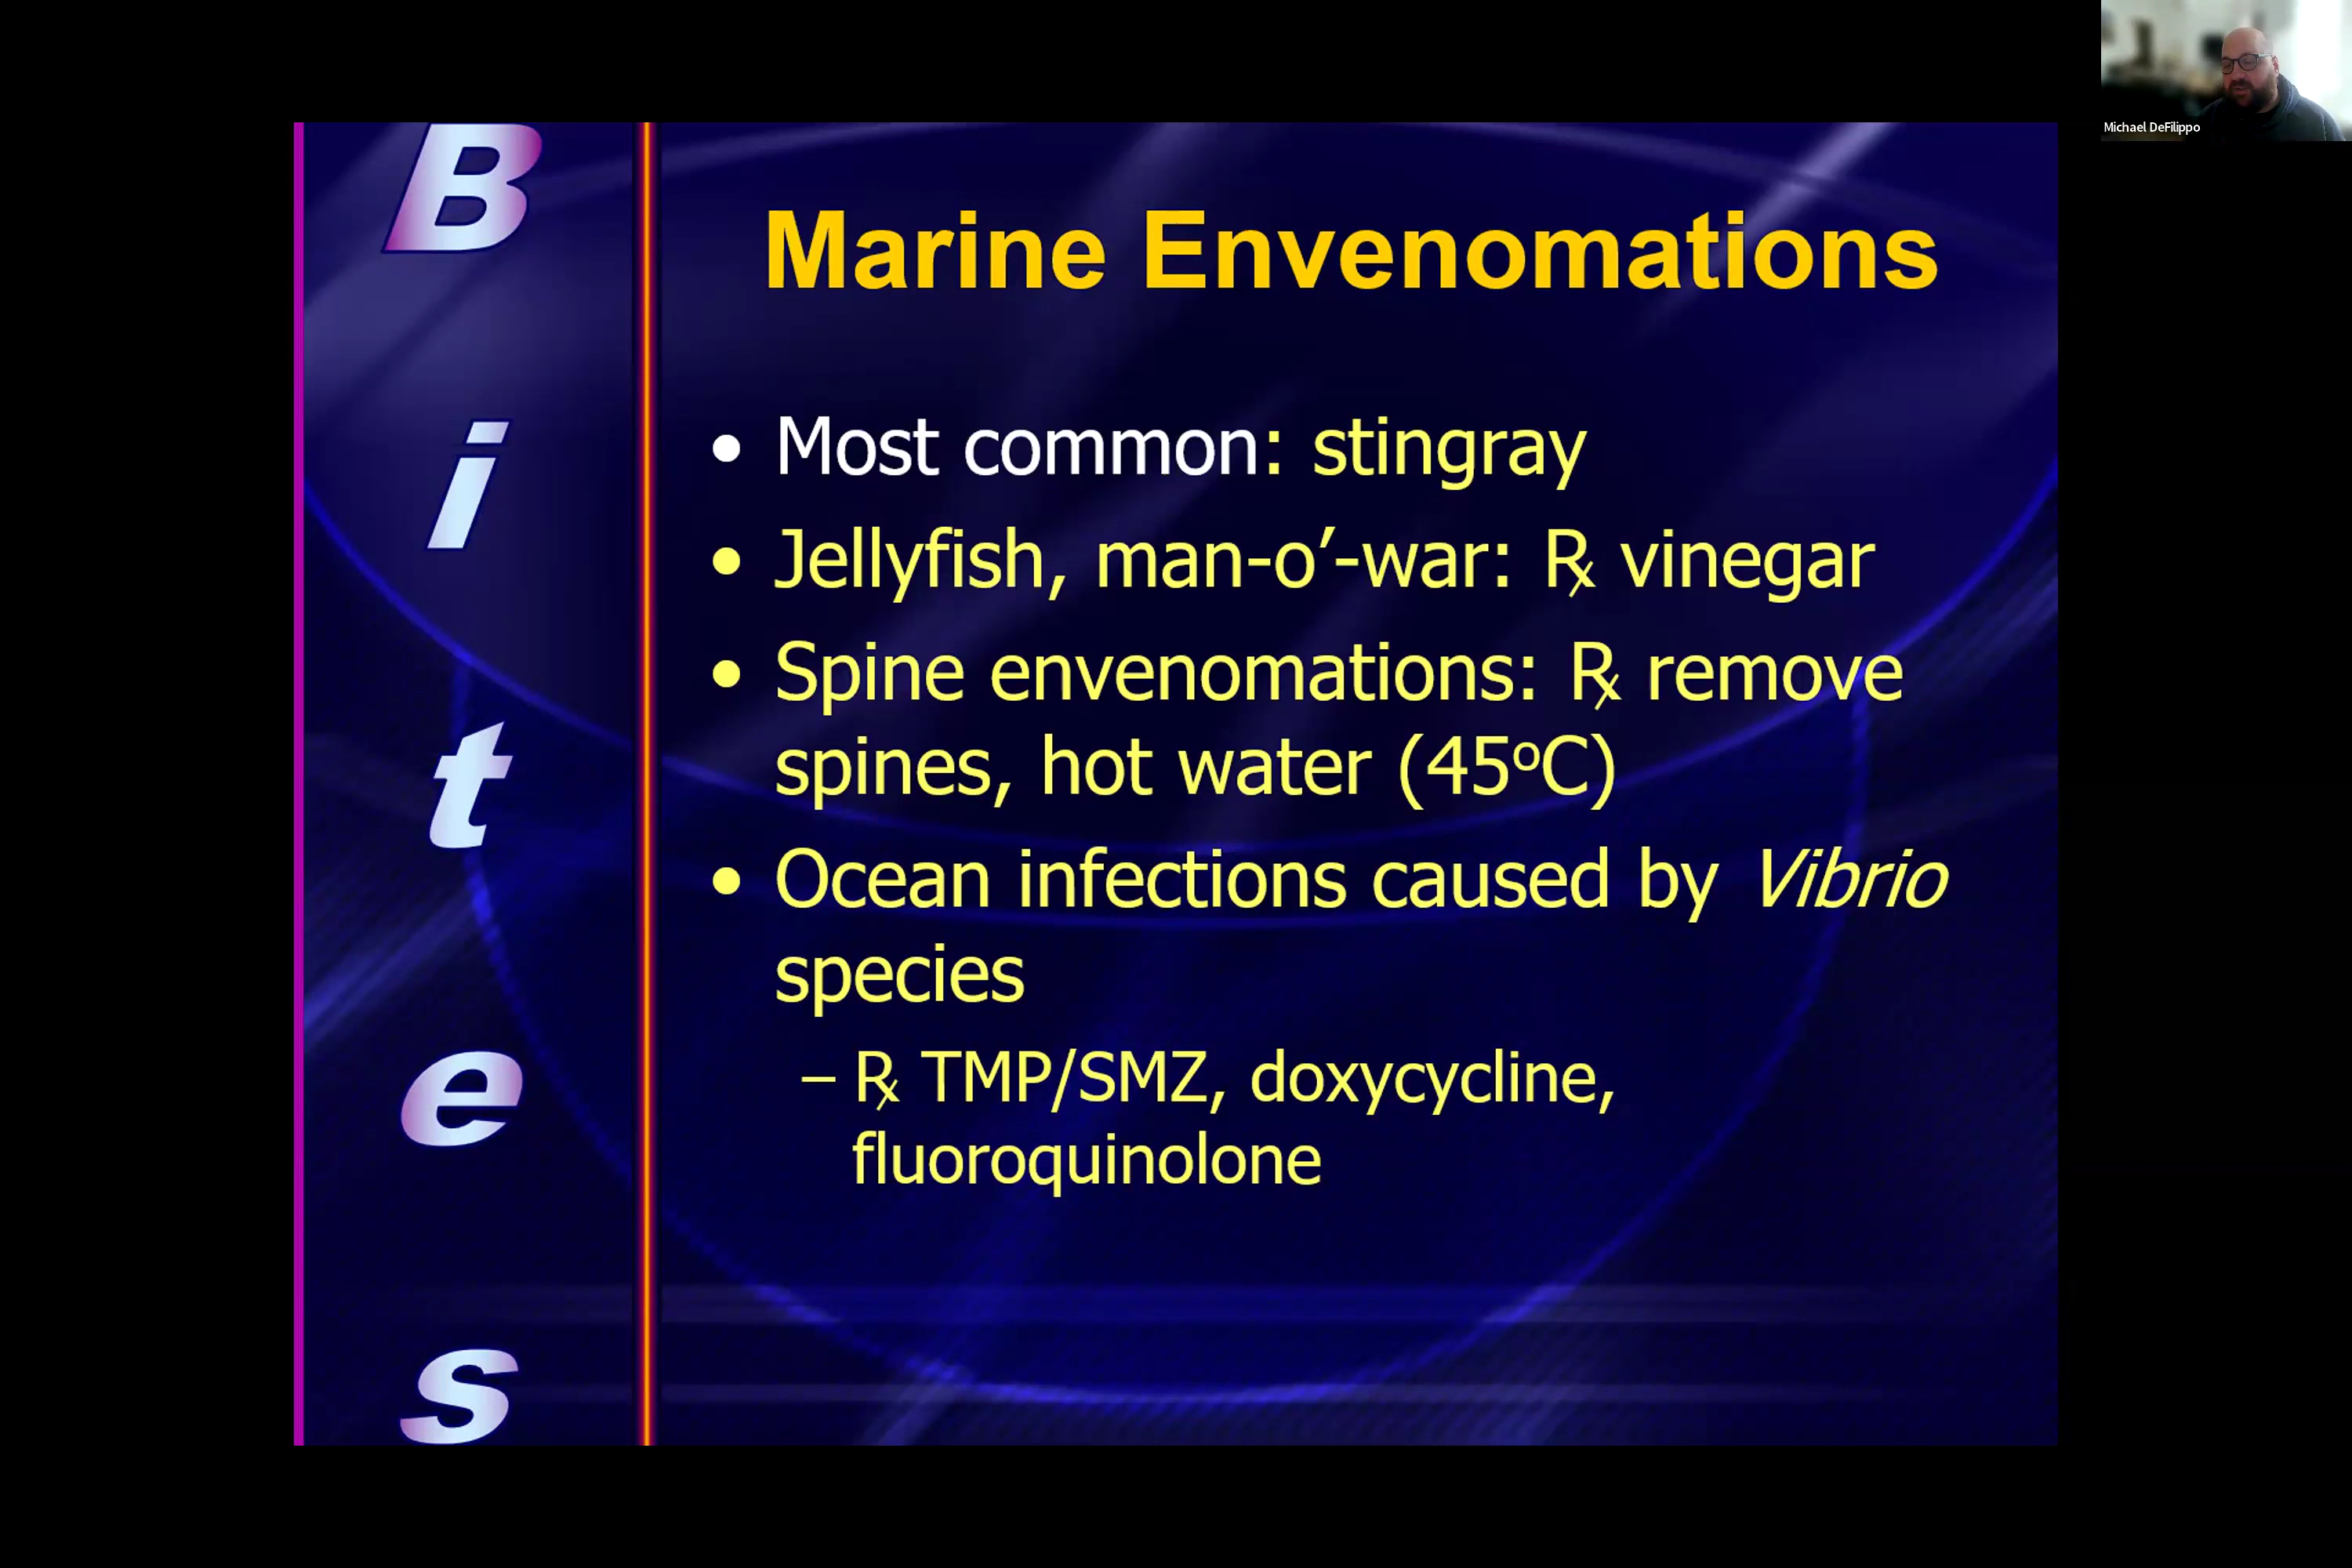 Bites
Marine Envenomations
• Most common: stingray
• Jellyfish, man-o’-war: ℞ vinegar
• Spine envenomations: ℞ remove
spines, hot water (45ºC)
• Ocean infections caused by Vibrio
species
– ℞ TMP/SMZ, doxycycline,
fluoroquinolone
Michael DeFilippo